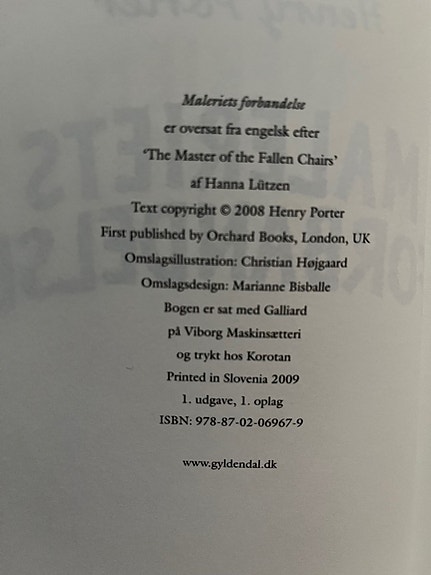 Henry Porter
MALERIETS
Maleriets forbandelse
er oversat fra engelsk efter
'The Master of the Fallen Chairs'
af Hanna Lützen
Text copyright © 2008 Henry Porter
First published by Orchard Books, London, UK
Omslagsillustration: Christian Højgaard
Omslagsdesign: Marianne Bisballe
Bogen er sat med Galliard
på Viborg Maskinsætteri
og trykt hos Korotan
Printed in Slovenia 2009
1. udgave, 1. oplag
ISBN: 978-87-02-06967-9
www.gyldendal.dk